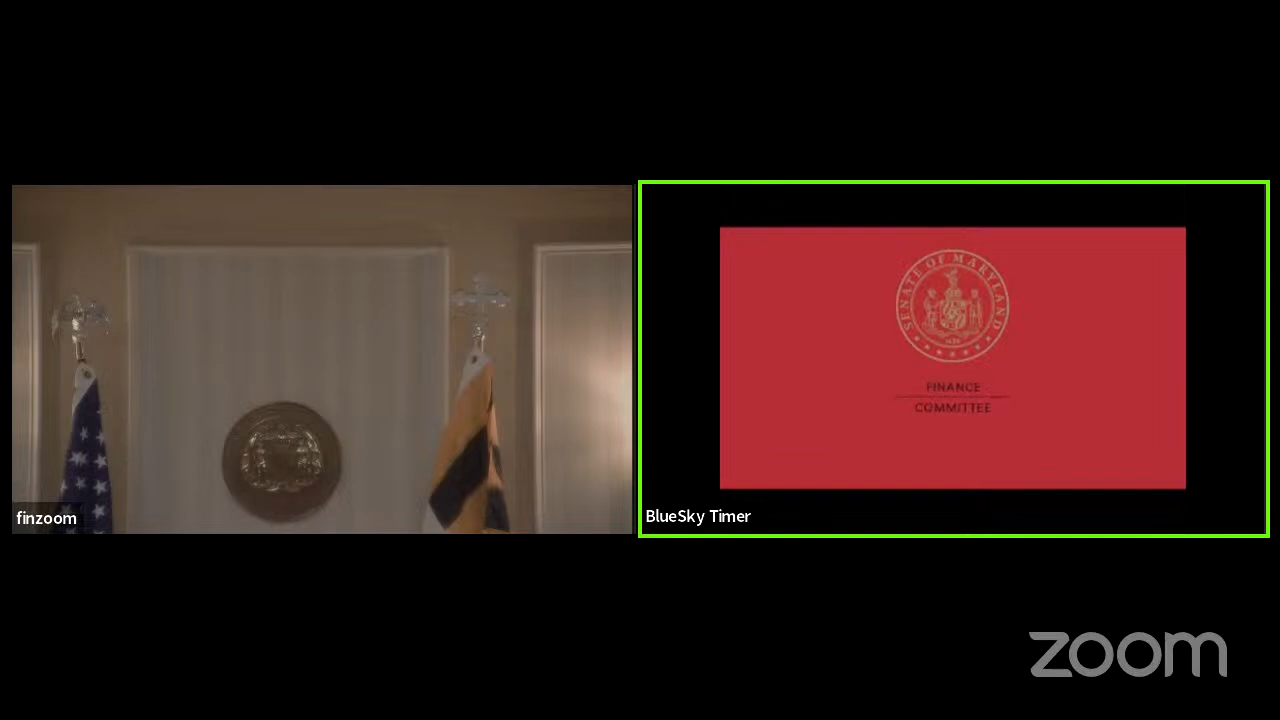 SENATE OF MARYLAND
FINANCE
COMMITTEE
finzoom
BlueSky Timer
zoom